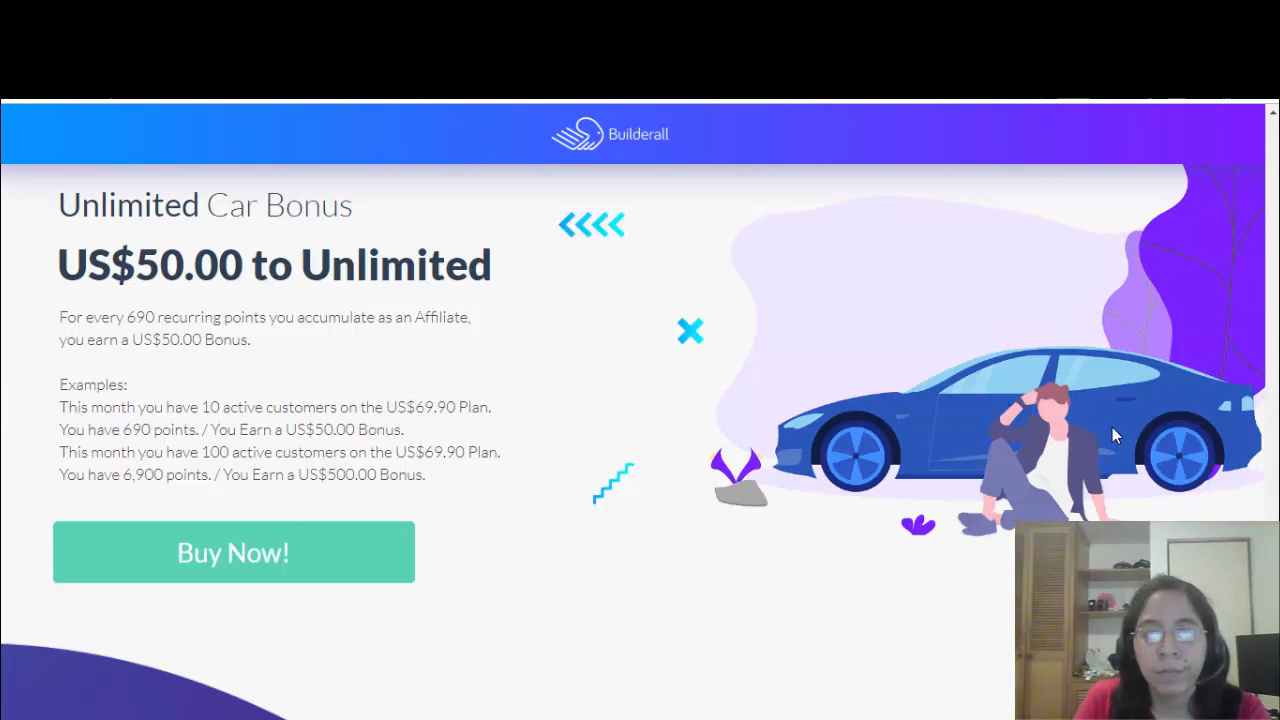 Builderall
Unlimited Car Bonus
US$50.00 to Unlimited
For every 690 recurring points you accumulate as an Affiliate,
you earn a US$50.00 Bonus.
Examples:
This month you have 10 active customers on the US$69.90 Plan.
You have 690 points. / You Earn a US$50.00 Bonus.
This month you have 100 active customers on the US$69.90 Plan.
You have 6,900 points. / You Earn a US$500.00 Bonus.
Buy Now!